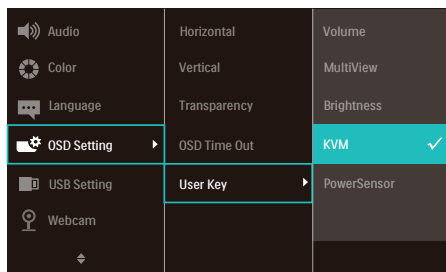 Audio
Color
Language
OSD Setting
USB Setting
Webcam
Horizontal
Vertical
Transparency
OSD Time Out
User Key
Volume
MultiView
Brightness
KVM
PowerSensor